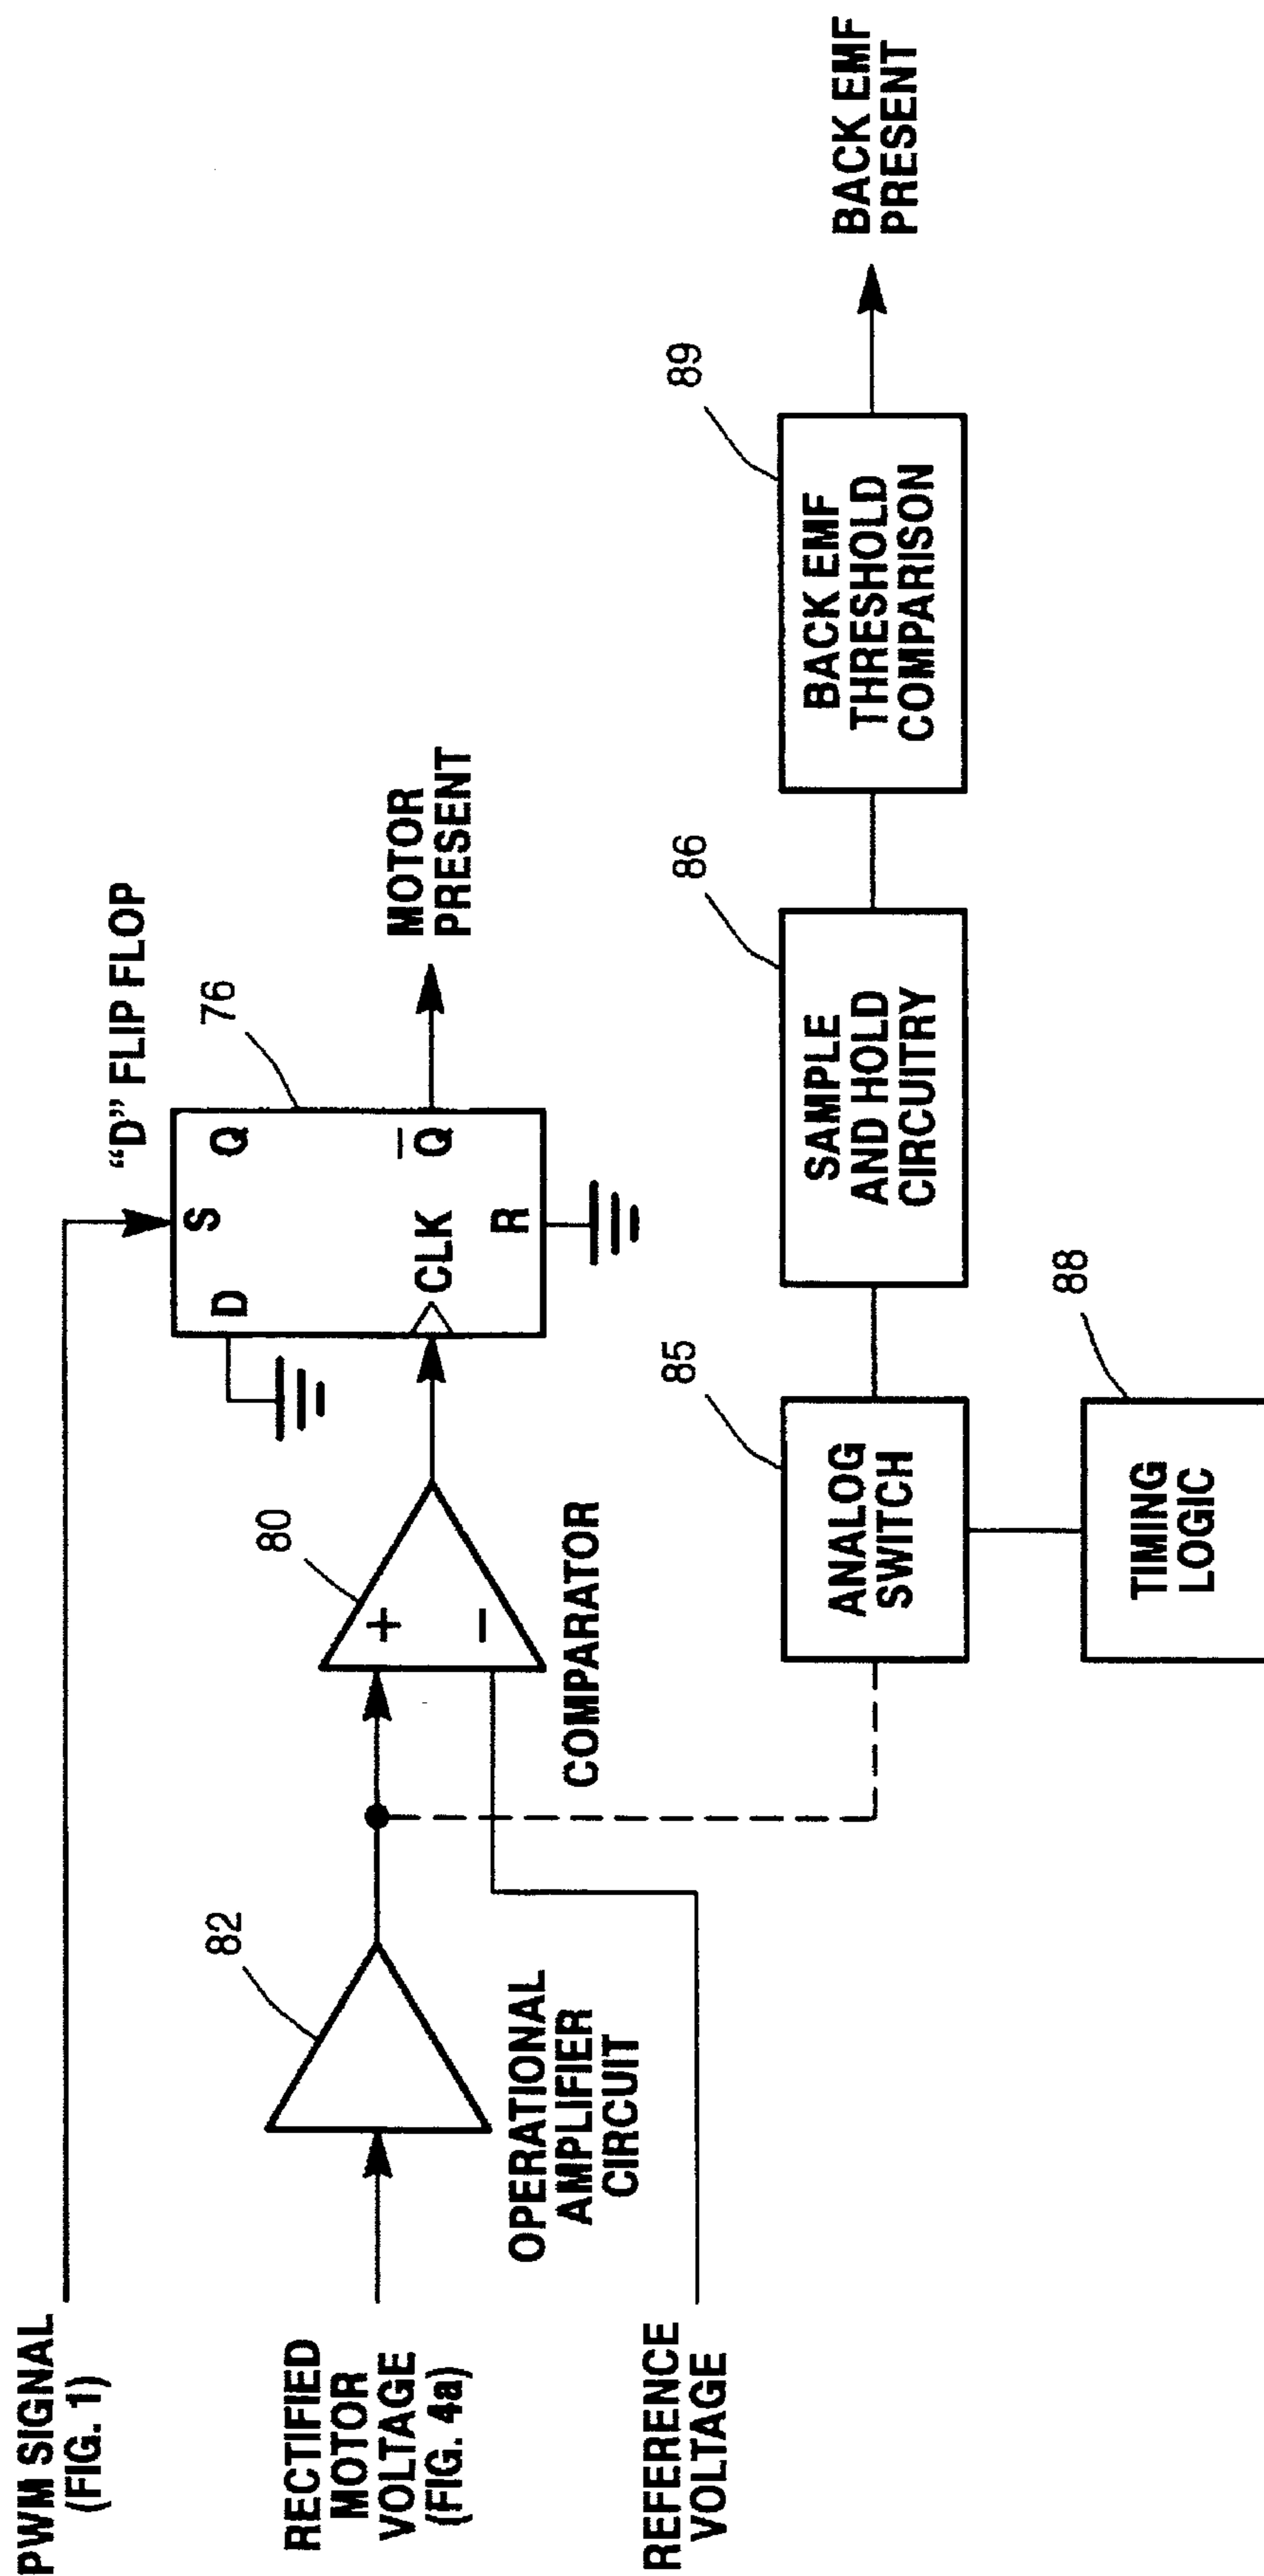 PWM SIGNAL
(FIG. 1)
"D" FLIP FLOP
76
D
S
Q
CLK
Q̅
R
MOTOR
PRESENT
RECTIFIED
MOTOR
VOLTAGE
(FIG. 4a)
82
OPERATIONAL
AMPLIFIER
CIRCUIT
80
+
−
COMPARATOR
REFERENCE
VOLTAGE
85
ANALOG
SWITCH
86
SAMPLE
AND HOLD
CIRCUITRY
89
BACK EMF
THRESHOLD
COMPARISON
BACK EMF
PRESENT
88
TIMING
LOGIC